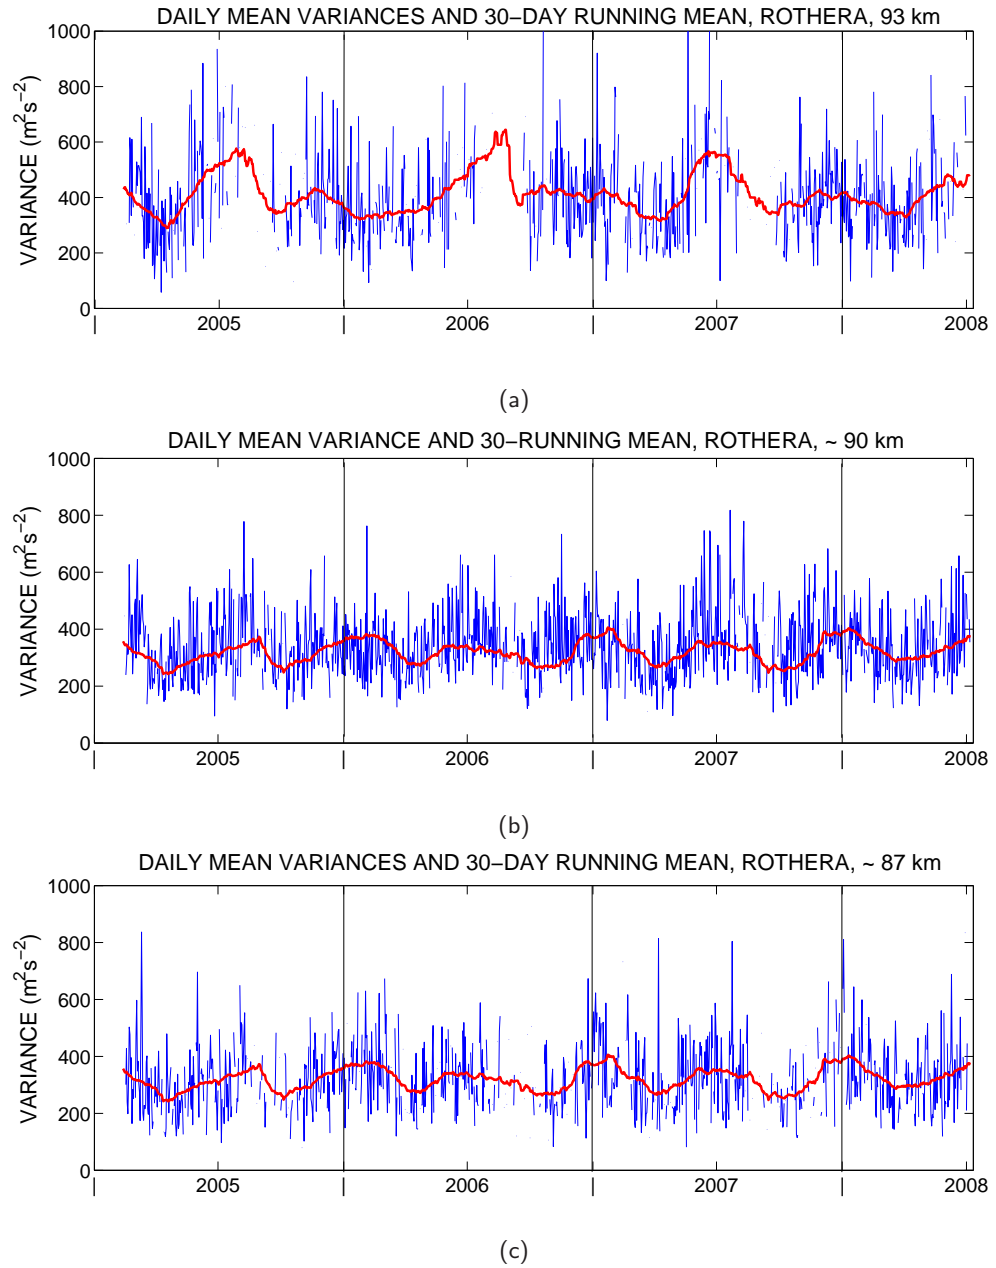 DAILY MEAN VARIANCES AND 30−DAY RUNNING MEAN, ROTHERA, 93 km
1000
800
600
400
200
0
VARIANCE (m²s⁻²)
| 2005 | 2006 | 2007 | 2008
(a)
DAILY MEAN VARIANCE AND 30−RUNNING MEAN, ROTHERA, ~ 90 km
1000
800
600
400
200
0
VARIANCE (m²s⁻²)
| 2005 | 2006 | 2007 | 2008
(b)
DAILY MEAN VARIANCES AND 30−DAY RUNNING MEAN, ROTHERA, ~ 87 km
1000
800
600
400
200
0
VARIANCE (m²s⁻²)
| 2005 | 2006 | 2007 | 2008
(c)